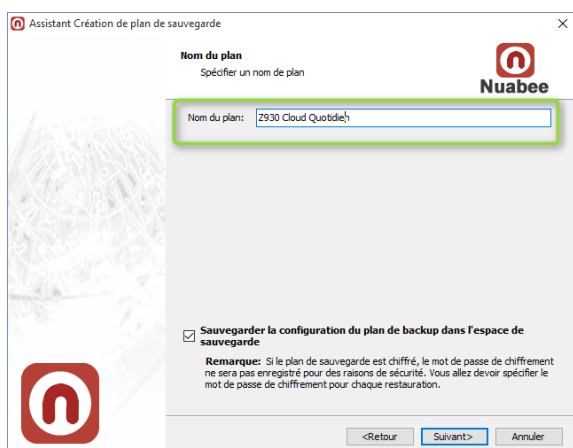 Assistant Création de plan de sauvegarde
Nom du plan
Spécifier un nom de plan
Nuabee
Nom du plan:
Z930 Cloud Quotidien
Sauvegarder la configuration du plan de backup dans l'espace de
sauvegarde
Remarque: Si le plan de sauvegarde est chiffré, le mot de passe de chiffrement
ne sera pas enregistré pour des raisons de sécurité. Vous allez devoir spécifier le
mot de passe de chiffrement pour chaque restauration.
<Retour
Suivant>
Annuler